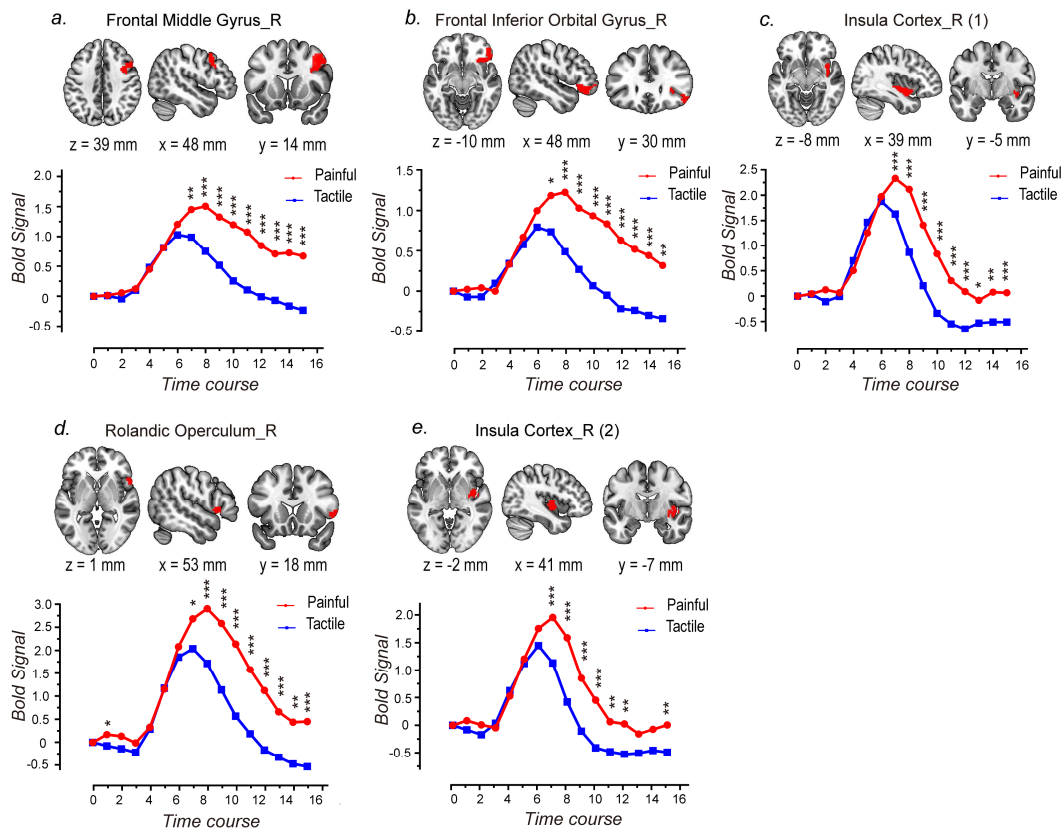 a. Frontal Middle Gyrus_R
z = 39 mm x = 48 mm y = 14 mm
Bold Signal
2.0
1.5
1.0
0.5
0
-0.5
Painful
Tactile
** *** *** *** *** *** *** *** ***
0 2 4 6 8 10 12 14 16
Time course
b. Frontal Inferior Orbital Gyrus_R
z = -10 mm x = 48 mm y = 30 mm
Bold Signal
1.5
1.0
0.5
0
-0.5
Painful
Tactile
* *** *** *** *** *** *** *** **
0 2 4 6 8 10 12 14 16
Time course
c. Insula Cortex_R (1)
z = -8 mm x = 39 mm y = -5 mm
Bold Signal
2.5
2.0
1.5
1.0
0.5
0
-0.5
Painful
Tactile
*** *** *** *** *** *** * ** ***
0 2 4 6 8 10 12 14 16
Time course
d. Rolandic Operculum_R
z = 1 mm x = 53 mm y = 18 mm
Bold Signal
3.0
2.0
1.0
0.5
0
-0.5
Painful
Tactile
* * *** *** *** *** *** *** ** ***
0 2 4 6 8 10 12 14 16
Time course
e. Insula Cortex_R (2)
z = -2 mm x = 41 mm y = -7 mm
Bold Signal
2.0
1.5
1.0
0.5
0
-0.5
Painful
Tactile
*** *** *** *** ** ** **
0 2 4 6 8 10 12 14 16
Time course